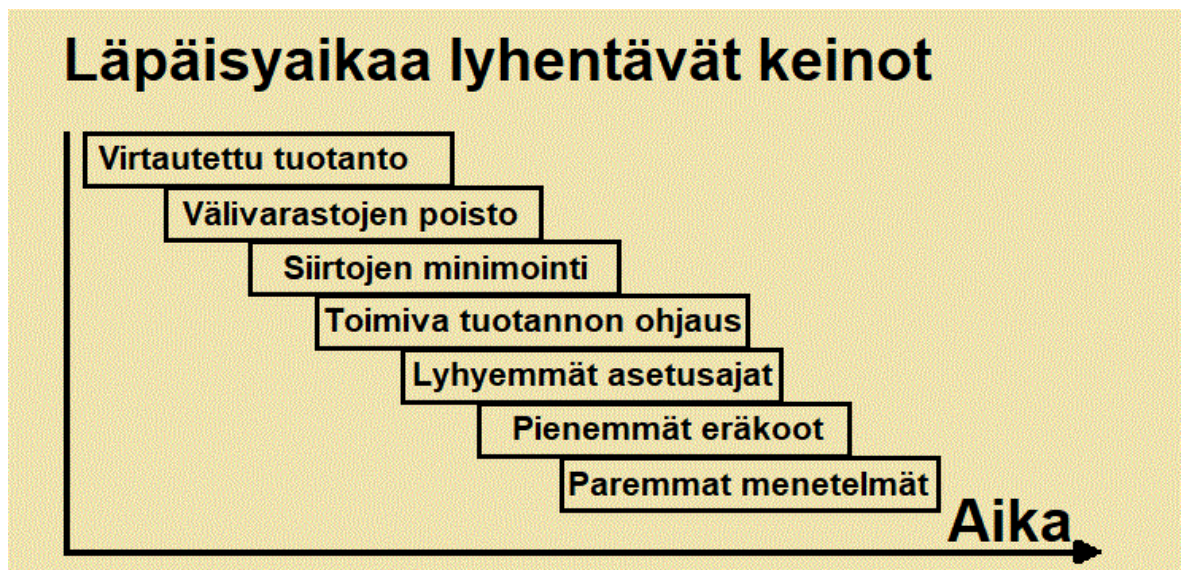 Läpäisyaikaa lyhentävät keinot
Virtautettu tuotanto
Välivarastojen poisto
Siirtojen minimointi
Toimiva tuotannon ohjaus
Lyhyemmät asetusajat
Pienemmät eräkoot
Paremmat menetelmät
Aika